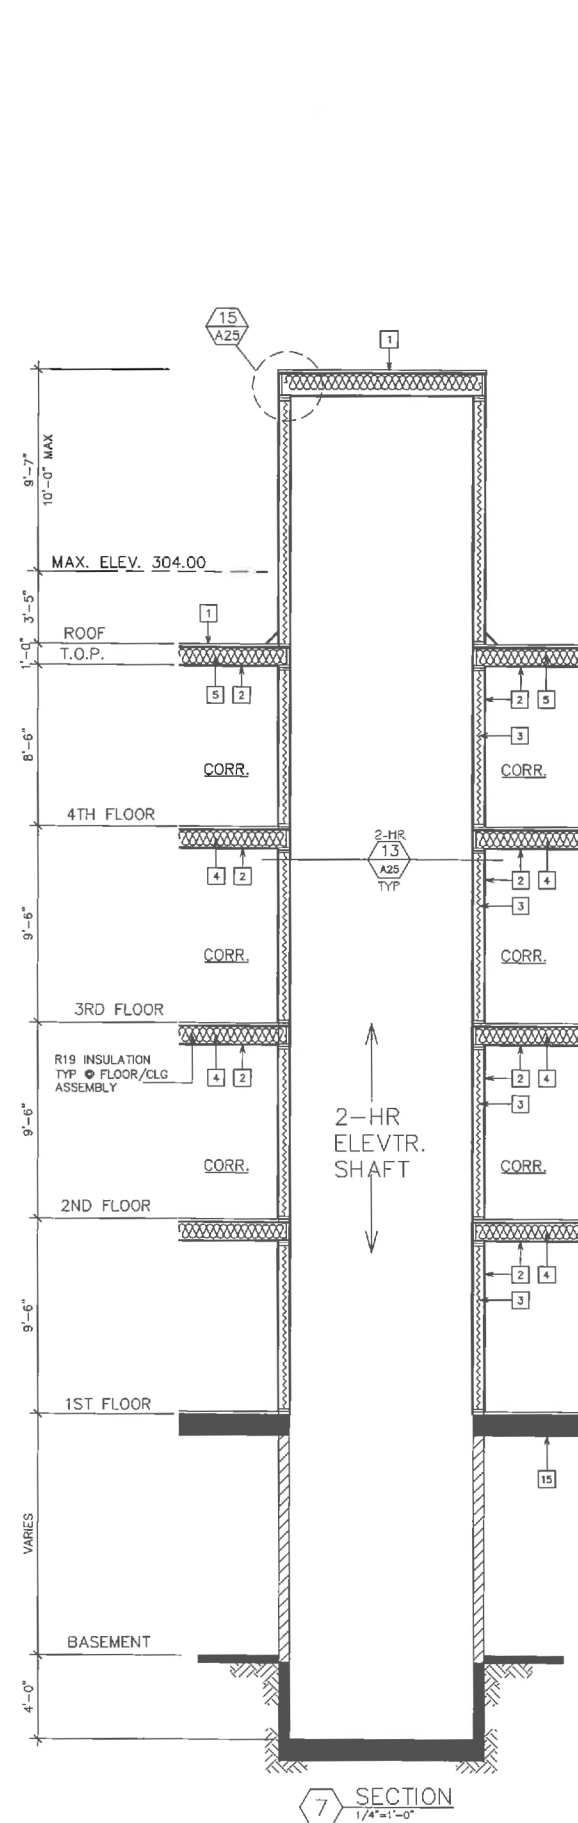 15
A25
1
9'-7"
10'-0" MAX
MAX. ELEV. 304.00
3'-5"
1
ROOF
1'-0"
T.O.P.
5
2
2
5
3
8'-6"
CORR.
CORR.
4TH FLOOR
2-HR
13
A25
TYP
4
2
2
4
3
9'-6"
CORR.
CORR.
3RD FLOOR
R19 INSULATION
TYP @ FLOOR/CLG
ASSEMBLY
4
2
2
4
3
9'-6"
2-HR
ELEVTR.
SHAFT
CORR.
CORR.
2ND FLOOR
2
4
3
9'-6"
1ST FLOOR
15
VARIES
BASEMENT
4'-0"
7
SECTION
1/4"=1'-0"